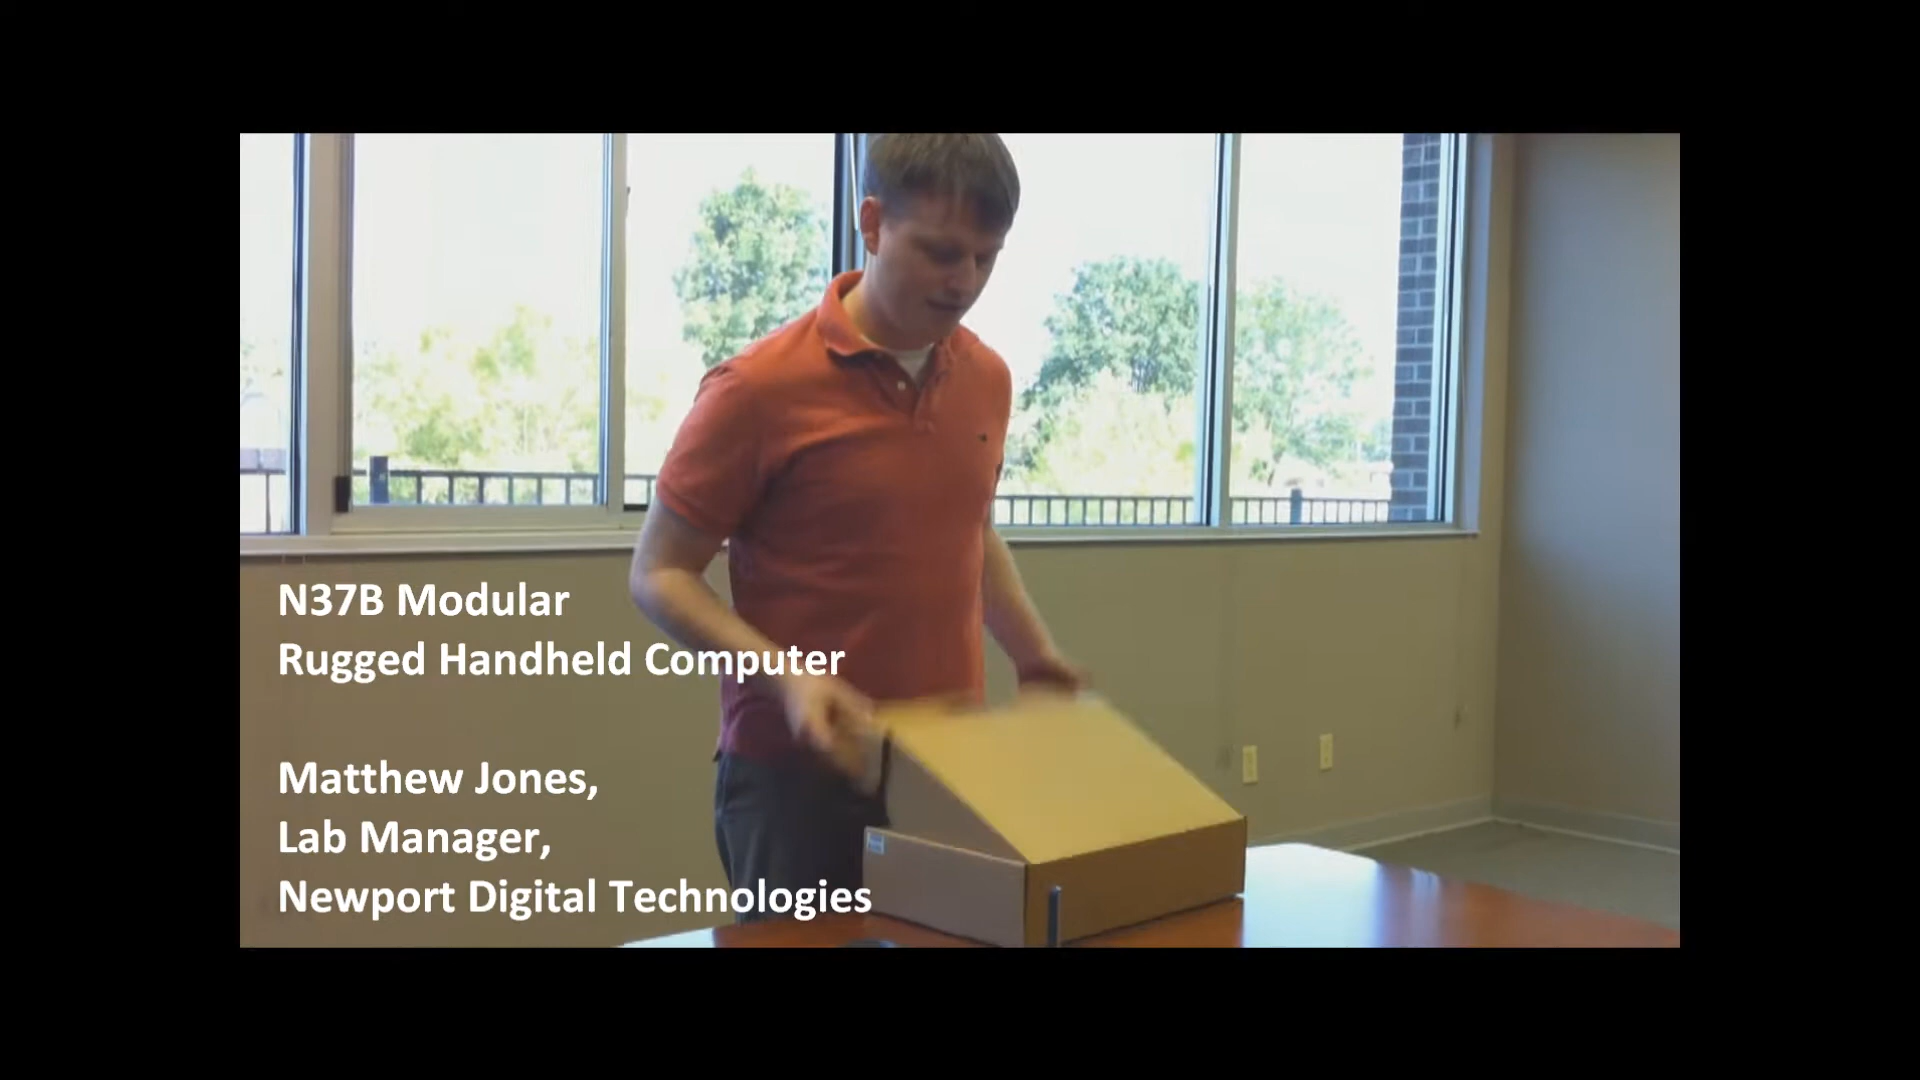 N37B Modular
Rugged Handheld Computer
Matthew Jones,
Lab Manager,
Newport Digital Technologies